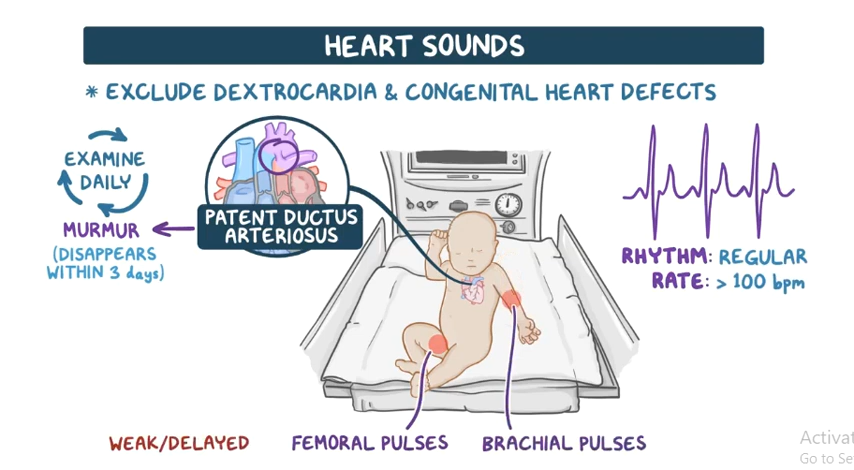 HEART SOUNDS
* EXCLUDE DEXTROCARDIA & CONGENITAL HEART DEFECTS
EXAMINE
DAILY
MURMUR
(DISAPPEARS
WITHIN 3 days)
PATENT DUCTUS
ARTERIOSUS
RHYTHM: REGULAR
RATE: > 100 bpm
WEAK/DELAYED
FEMORAL PULSES
BRACHIAL PULSES
Activat
Go to Se